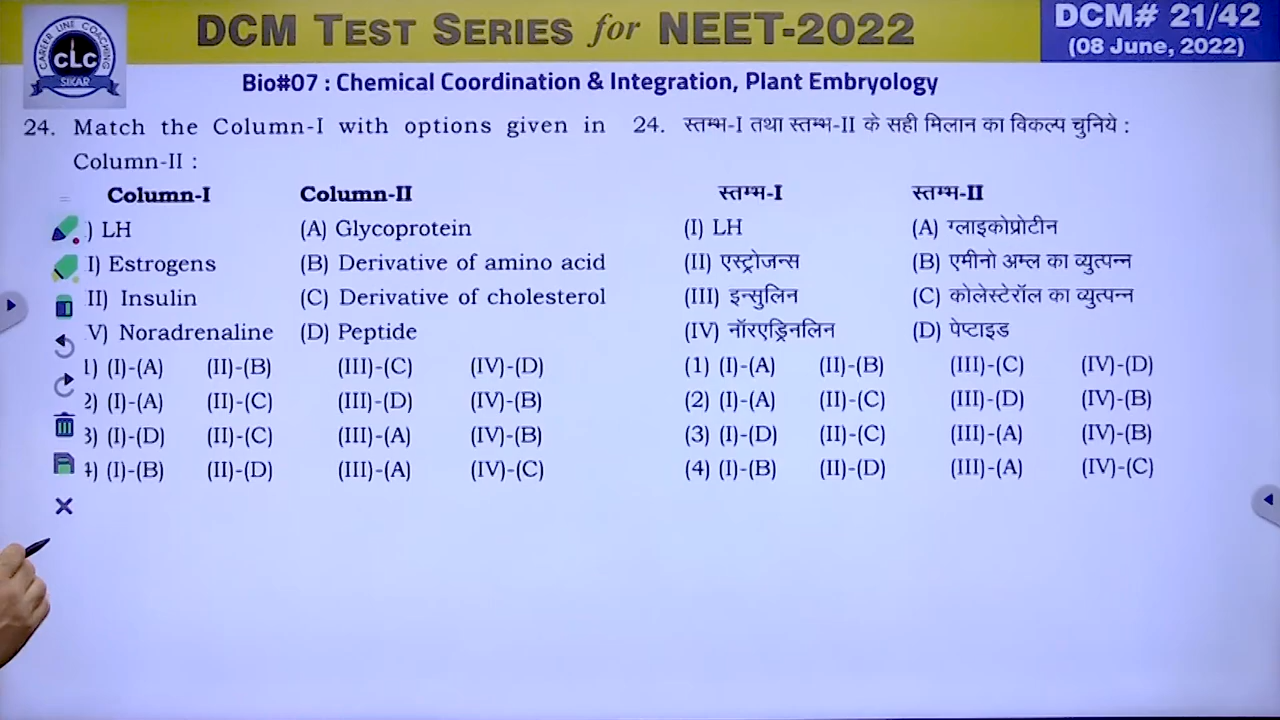 DCM TEST SERIES for NEET-2022
DCM# 21/42
(08 June, 2022)
CAREER LINE COACHING
CLC
SIKAR
Bio#07 : Chemical Coordination & Integration, Plant Embryology
24. Match the Column-I with options given in
Column-II :
Column-I Column-II
) LH (A) Glycoprotein
I) Estrogens (B) Derivative of amino acid
II) Insulin (C) Derivative of cholesterol
V) Noradrenaline (D) Peptide
1) (I)-(A) (II)-(B) (III)-(C) (IV)-(D)
2) (I)-(A) (II)-(C) (III)-(D) (IV)-(B)
3) (I)-(D) (II)-(C) (III)-(A) (IV)-(B)
4) (I)-(B) (II)-(D) (III)-(A) (IV)-(C)
24. स्तम्भ-I तथा स्तम्भ-II के सही मिलान का विकल्प चुनिये :
स्तम्भ-I स्तम्भ-II
(I) LH (A) ग्लाइकोप्रोटीन
(II) एस्ट्रोजन्स (B) एमीनो अम्ल का व्युत्पन्न
(III) इन्सुलिन (C) कोलेस्टेरॉल का व्युत्पन्न
(IV) नॉरएड्रिनलिन (D) पेप्टाइड
(1) (I)-(A) (II)-(B) (III)-(C) (IV)-(D)
(2) (I)-(A) (II)-(C) (III)-(D) (IV)-(B)
(3) (I)-(D) (II)-(C) (III)-(A) (IV)-(B)
(4) (I)-(B) (II)-(D) (III)-(A) (IV)-(C)